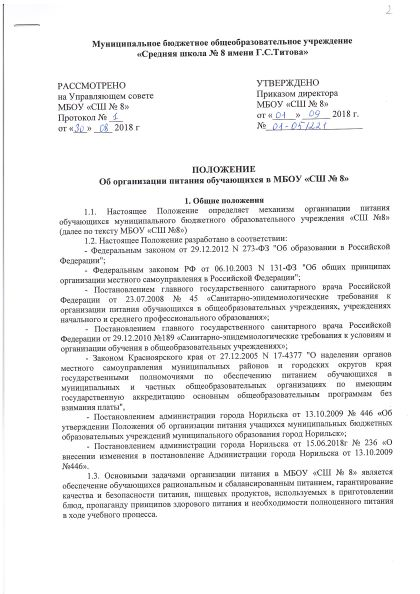 2
Муниципальное бюджетное общеобразовательное учреждение
«Средняя школа № 8 имени Г.С.Титова»
РАССМОТРЕНО
на Управляющем совете
МБОУ «СШ № 8»
Протокол № 1
от «30» 08 2018 г
УТВЕРЖДЕНО
Приказом директора
МБОУ «СШ № 8»
от « 01 » 09 2018 г.
№ 01-05/221
ПОЛОЖЕНИЕ
Об организации питания обучающихся в МБОУ «СШ № 8»
1. Общие положения
1.1. Настоящее Положение определяет механизм организации питания
обучающихся муниципального бюджетного образовательного учреждения «СШ №8»
(далее по тексту МБОУ «СШ №8»)
1.2. Настоящее Положение разработано в соответствии:
- Федеральным законом от 29.12.2012 N 273-ФЗ "Об образовании в Российской
Федерации";
- Федеральным законом РФ от 06.10.2003 N 131-ФЗ "Об общих принципах
организации местного самоуправления в Российской Федерации";
- Постановлением главного государственного санитарного врача Российской
Федерации от 23.07.2008 № 45 «Санитарно-эпидемиологические требования к
организации питания обучающихся в общеобразовательных учреждениях, учреждениях
начального и среднего профессионального образования»;
- Постановлением главного государственного санитарного врача Российской
Федерации от 29.12.2010 №189 «Санитарно-эпидемиологические требования к условиям и
организации обучения в общеобразовательных учреждениях»;
- Законом Красноярского края от 27.12.2005 N 17-4377 "О наделении органов
местного самоуправления муниципальных районов и городских округов края
государственными полномочиями по обеспечению питанием обучающихся в
муниципальных и частных общеобразовательных организациях по имеющим
государственную аккредитацию основным общеобразовательным программам без
взимания платы",
- Постановлением администрации города Норильска от 13.10.2009 № 446 «Об
утверждении Положения об организации питания учащихся муниципальных бюджетных
образовательных учреждений муниципального образования город Норильск»;
- Постановлением администрации города Норильска от 15.06.2018г № 236 «О
внесении изменения в постановление Администрации города Норильска от 13.10.2009
№446».
1.3. Основными задачами организации питания в МБОУ «СШ № 8» является
обеспечение обучающихся рациональным и сбалансированным питанием, гарантирование
качества и безопасности питания, пищевых продуктов, используемых в приготовлении
блюд, пропаганду принципов здорового питания и необходимости полноценного питания
в ходе учебного процесса.